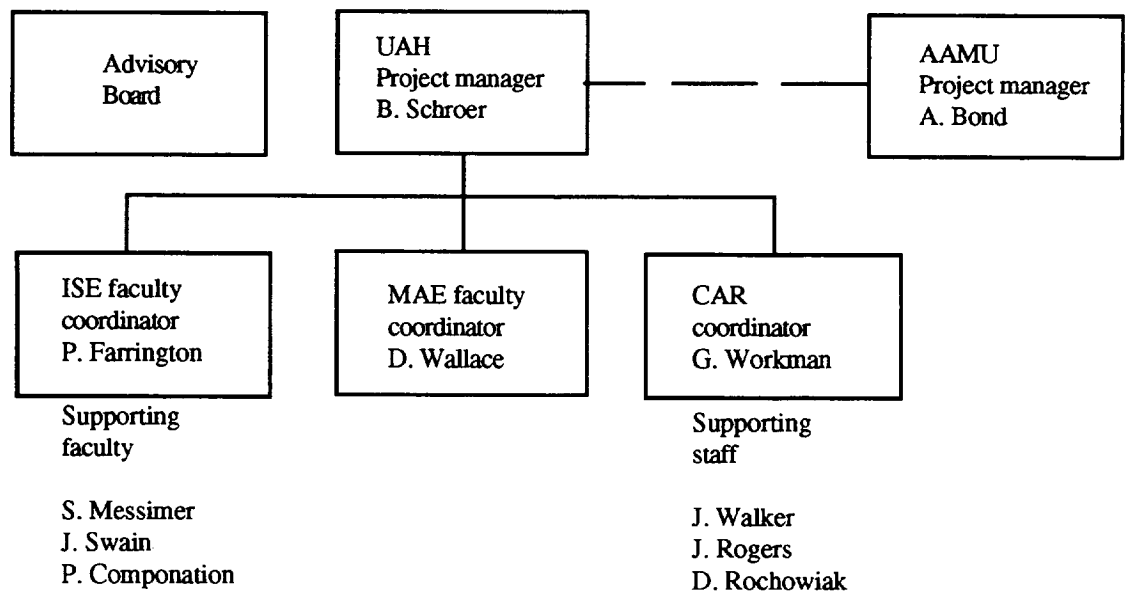 Advisory
Board
UAH
Project manager
B. Schroer
AAMU
Project manager
A. Bond
ISE faculty
coordinator
P. Farrington
MAE faculty
coordinator
D. Wallace
CAR
coordinator
G. Workman
Supporting
faculty
S. Messimer
J. Swain
P. Componation
Supporting
staff
J. Walker
J. Rogers
D. Rochowiak